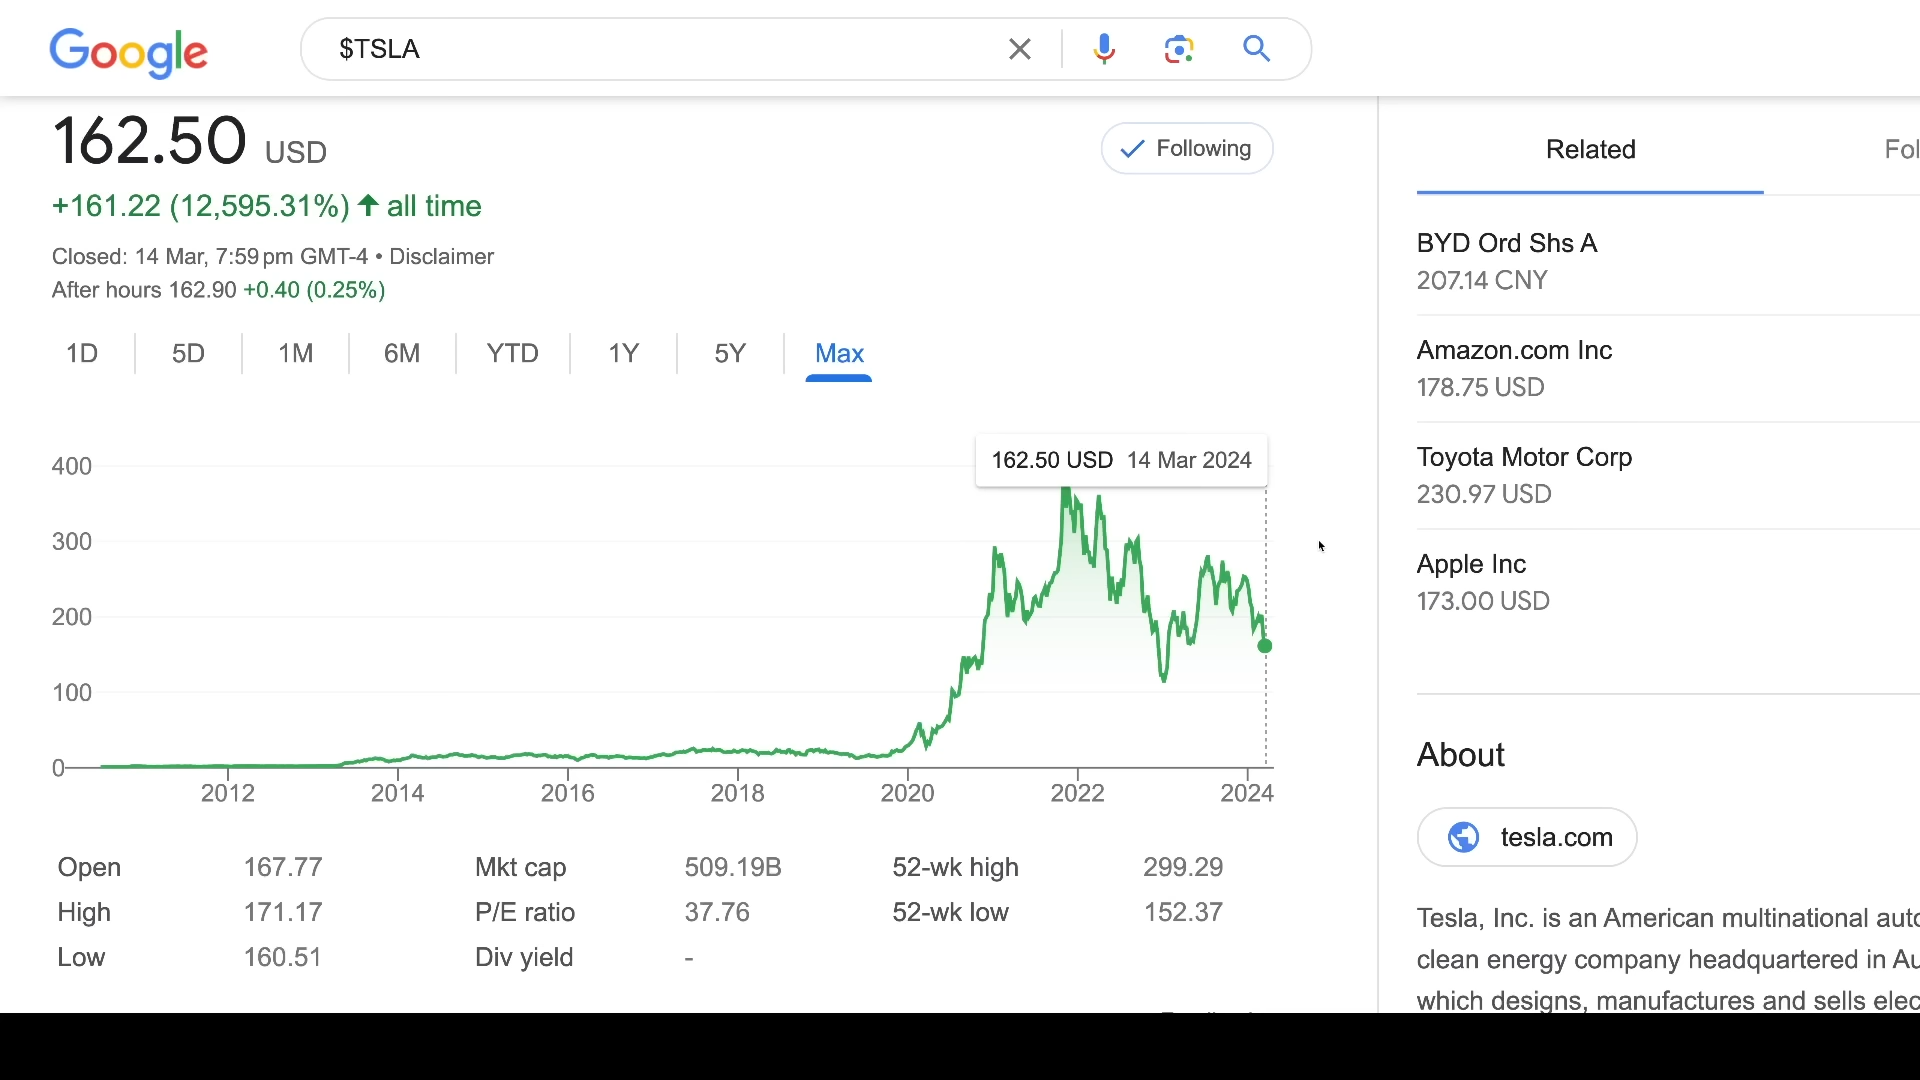 Google
$TSLA
162.50 USD
Following
+161.22 (12,595.31%) all time
Closed: 14 Mar, 7:59 pm GMT-4 • Disclaimer
After hours 162.90 +0.40 (0.25%)
1D 5D 1M 6M YTD 1Y 5Y Max
162.50 USD 14 Mar 2024
400
300
200
100
0
2012 2014 2016 2018 2020 2022 2024
Open 167.77 Mkt cap 509.19B 52-wk high 299.29
High 171.17 P/E ratio 37.76 52-wk low 152.37
Low 160.51 Div yield -
Related
BYD Ord Shs A
207.14 CNY
Amazon.com Inc
178.75 USD
Toyota Motor Corp
230.97 USD
Apple Inc
173.00 USD
About
tesla.com
Tesla, Inc. is an American multinational
clean energy company headquartered in
which designs, manufactures and sells